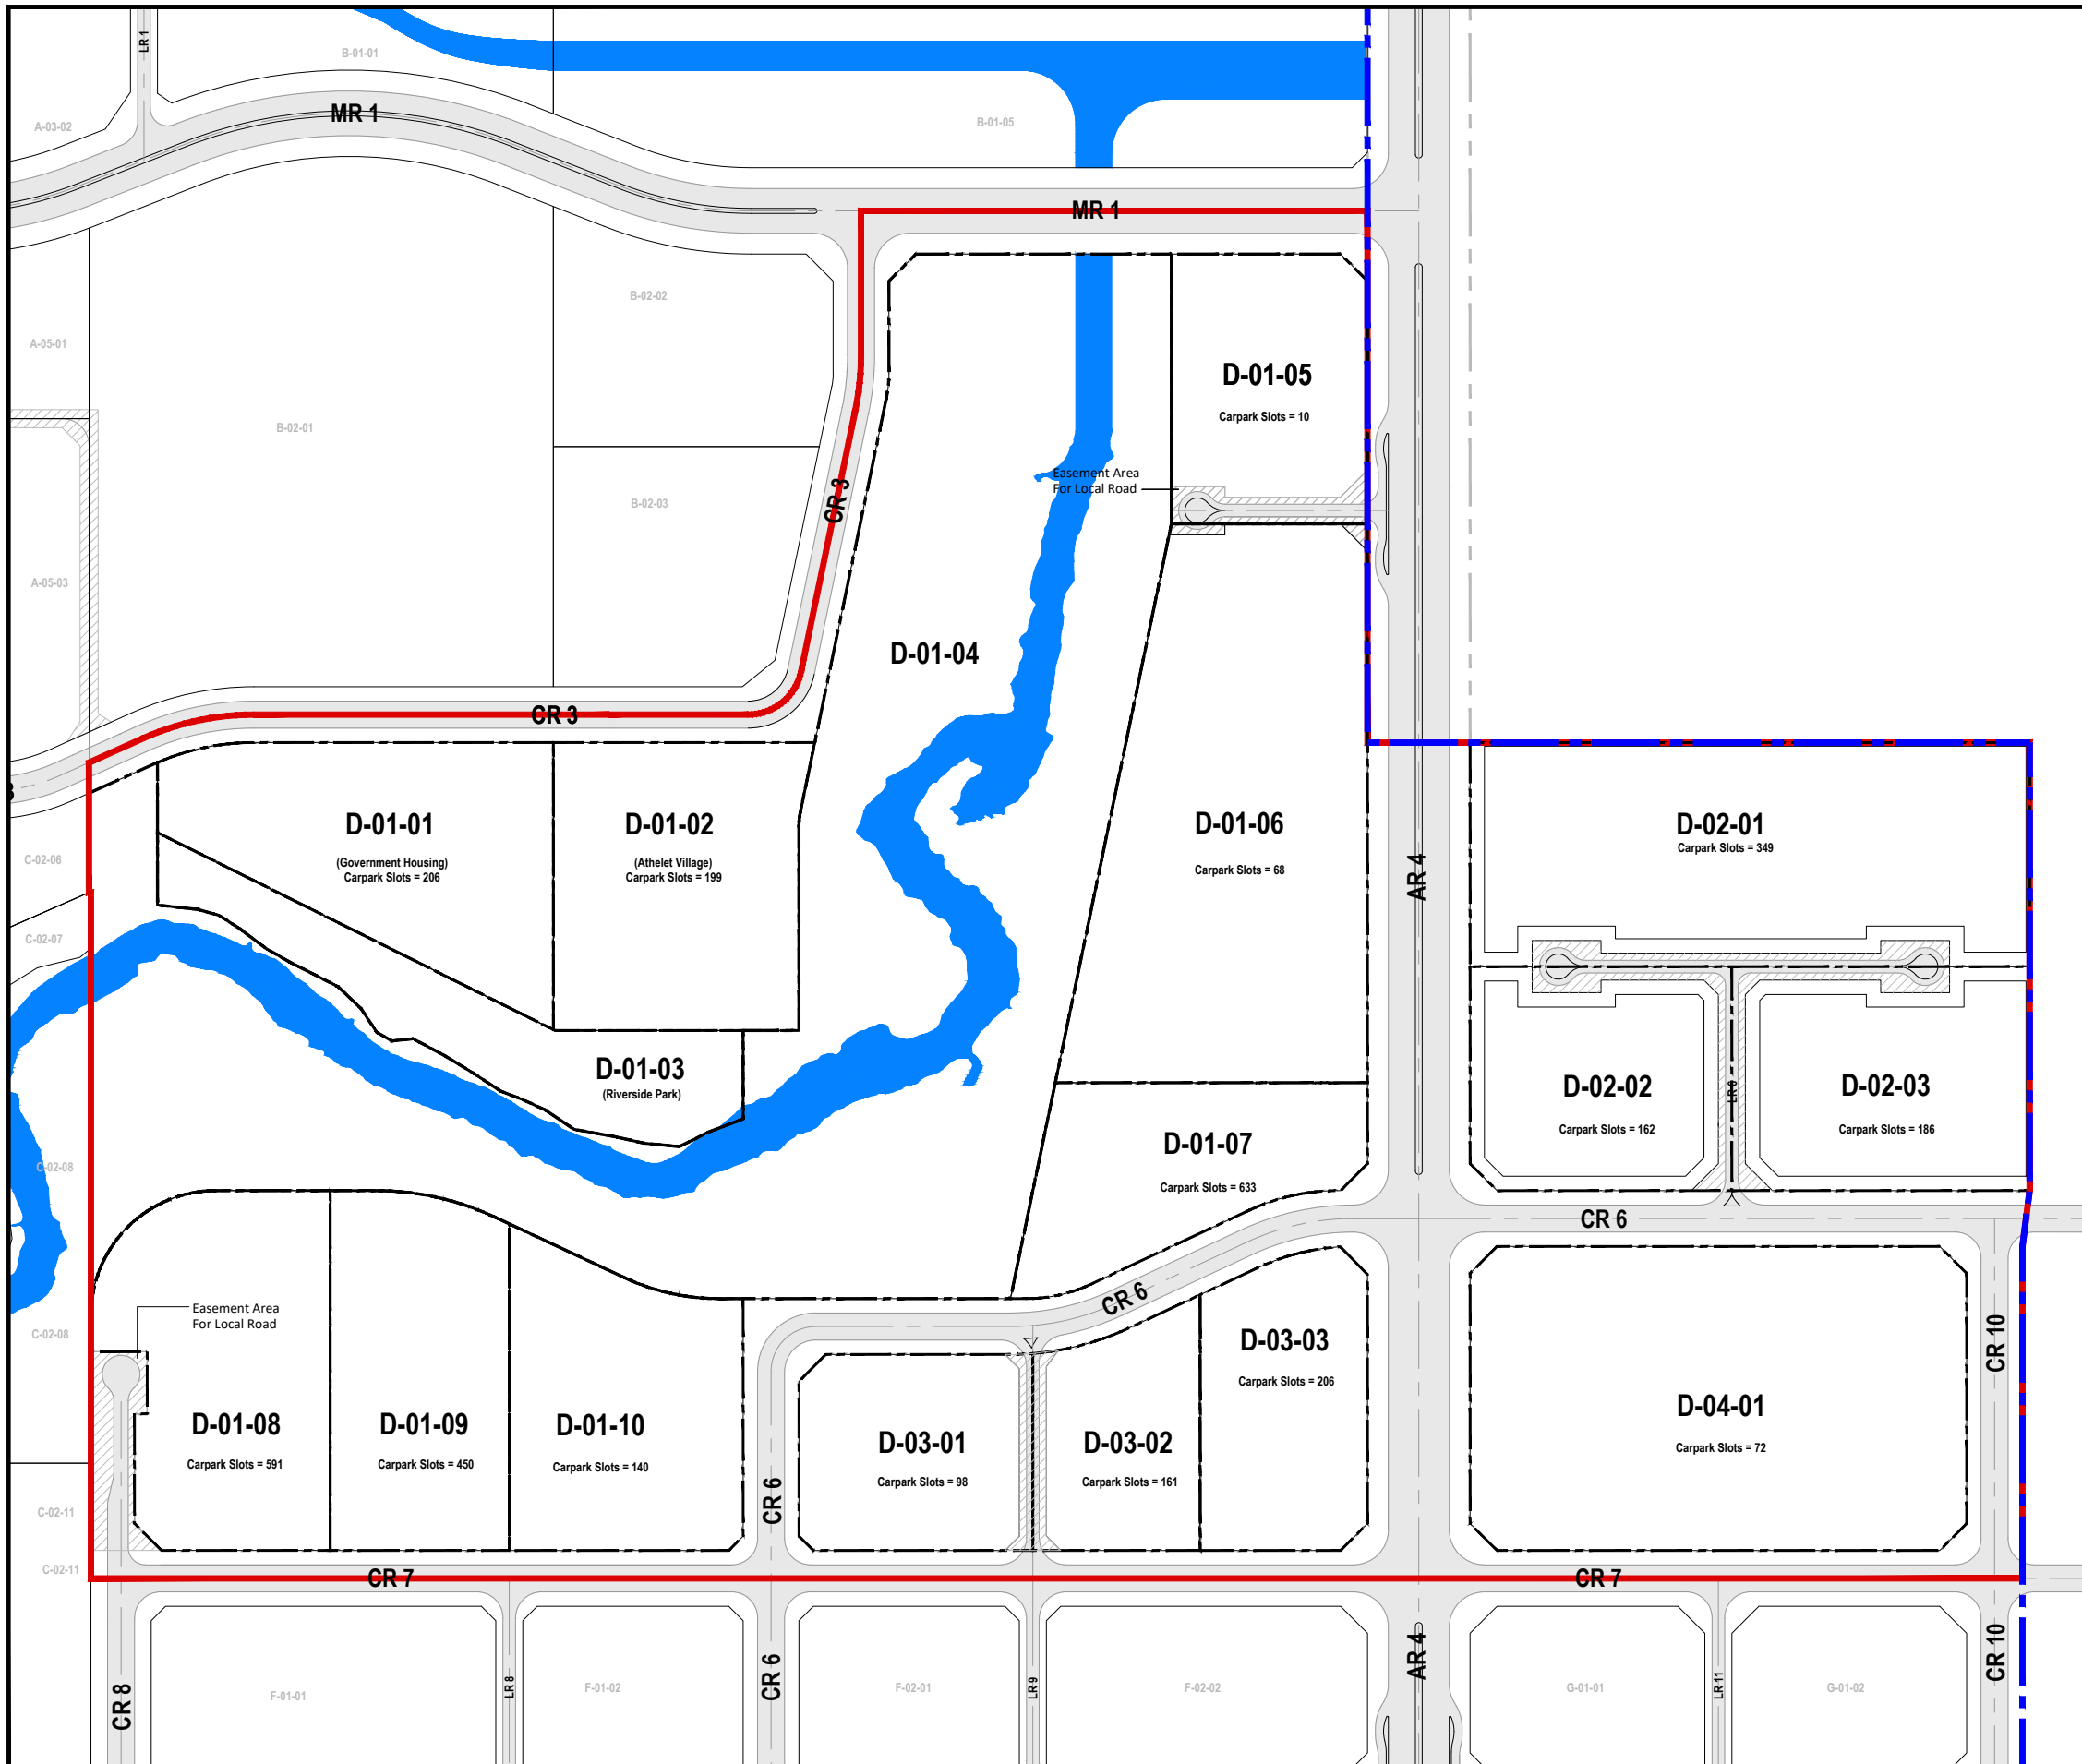 LR 1
B-01-01
MR 1
A-03-02
B-01-05
MR 1
B-02-02
A-05-01
D-01-05
Carpark Slots = 10
B-02-01
Easement Area
For Local Road
CR 3
B-02-03
A-05-03
D-01-04
CR 3
3
D-01-01
(Government Housing)
Carpark Slots = 206
D-01-02
(Athelet Village)
Carpark Slots = 199
D-01-06
Carpark Slots = 68
AR 4
D-02-01
Carpark Slots = 349
C-02-06
C-02-07
D-01-03
(Riverside Park)
D-02-02
Carpark Slots = 162
D-02-03
Carpark Slots = 186
D-01-07
Carpark Slots = 633
C-02-08
CR 6
CR 6
Easement Area
For Local Road
C-02-08
D-03-03
Carpark Slots = 206
CR 10
D-01-08
Carpark Slots = 591
D-01-09
Carpark Slots = 450
D-01-10
Carpark Slots = 140
D-03-01
Carpark Slots = 98
D-03-02
Carpark Slots = 161
D-04-01
Carpark Slots = 72
CR 6
C-02-11
C-02-11
CR 7
CR 7
AR 4
CR 10
CR 8
F-01-01
LR 8
F-01-02
CR 6
F-02-01
LR 9
F-02-02
G-01-01
LR 11
G-01-02